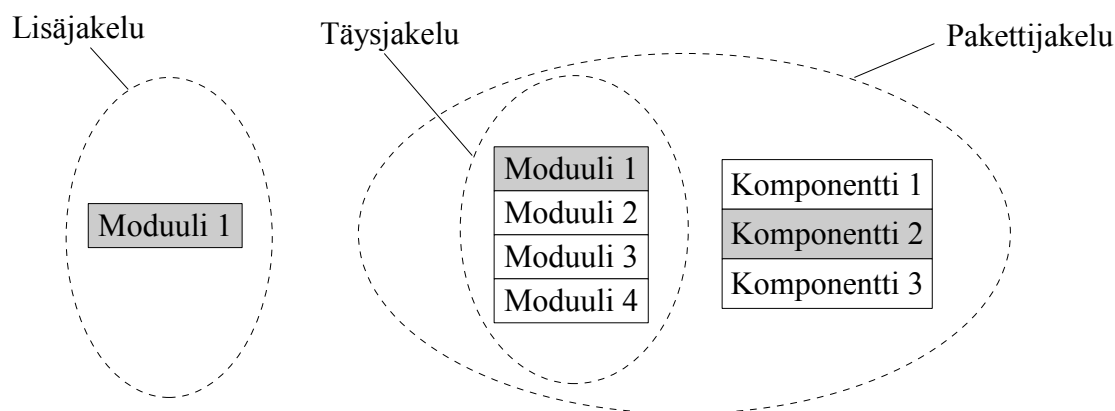 Lisäjakelu
Täysjakelu
Pakettijakelu
Moduuli 1
Moduuli 1
Moduuli 2
Moduuli 3
Moduuli 4
Komponentti 1
Komponentti 2
Komponentti 3